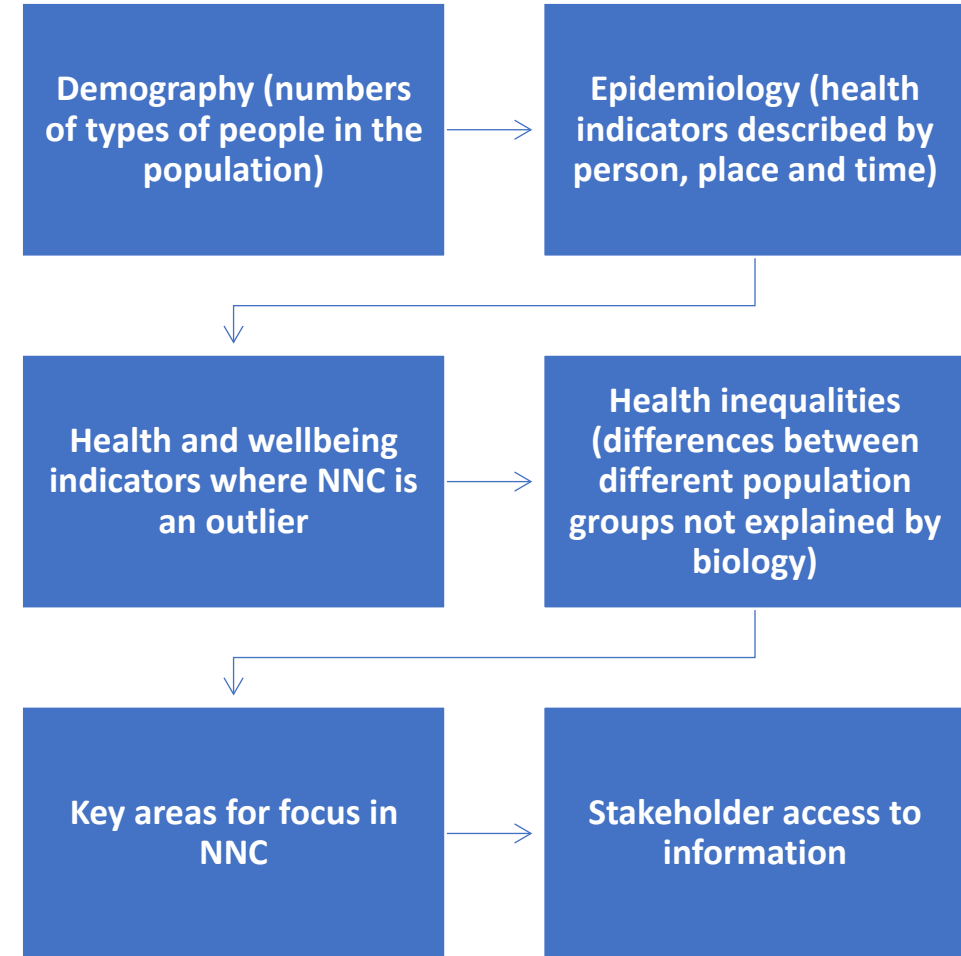 Demography (numbers
of types of people in the
population)
Epidemiology (health
indicators described by
person, place and time)
Health and wellbeing
indicators where NNC is
an outlier
Health inequalities
(differences between
different population
groups not explained by
biology)
Key areas for focus in
NNC
Stakeholder access to
information